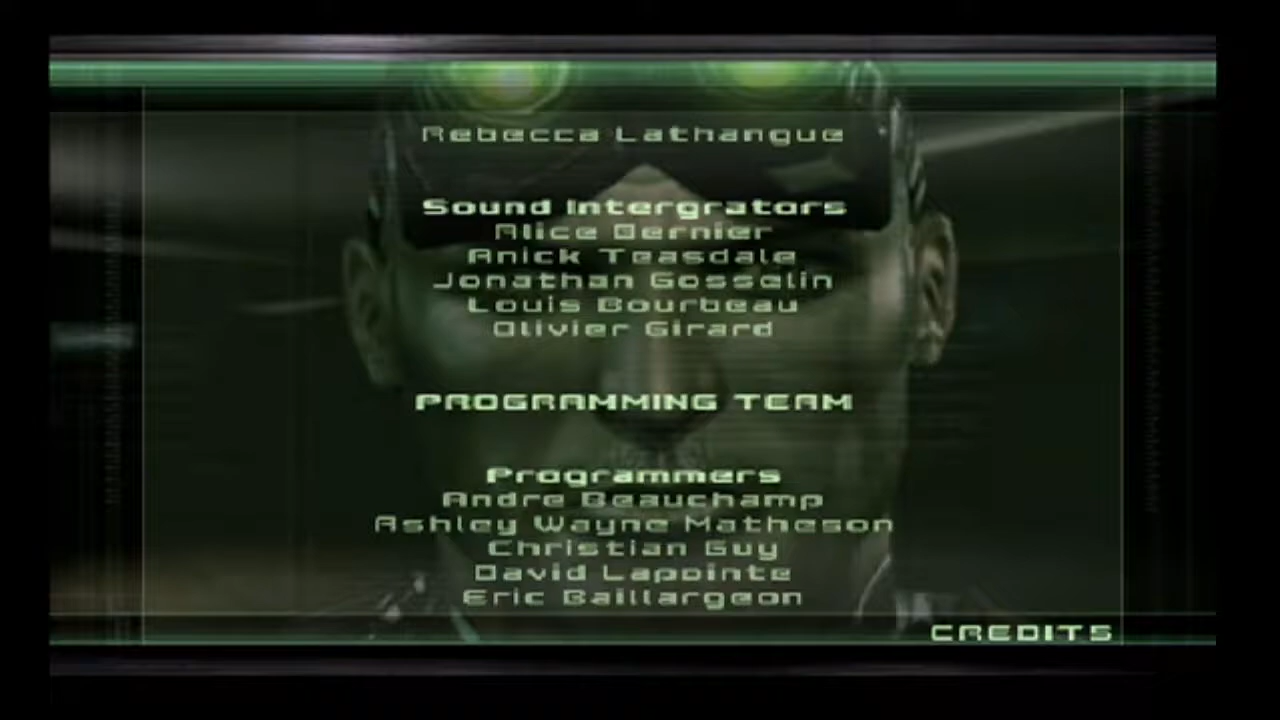 Rebecca Lathangue
Sound Intergrators
Alice Bernier
Anick Teasdale
Jonathan Gosselin
Louis Bourbeau
Olivier Girard
PROGRAMMING TEAM
Programmers
Andre Beauchamp
Ashley Wayne Matheson
Christian Guy
David Lapointe
Eric Baillargeon
CREDITS